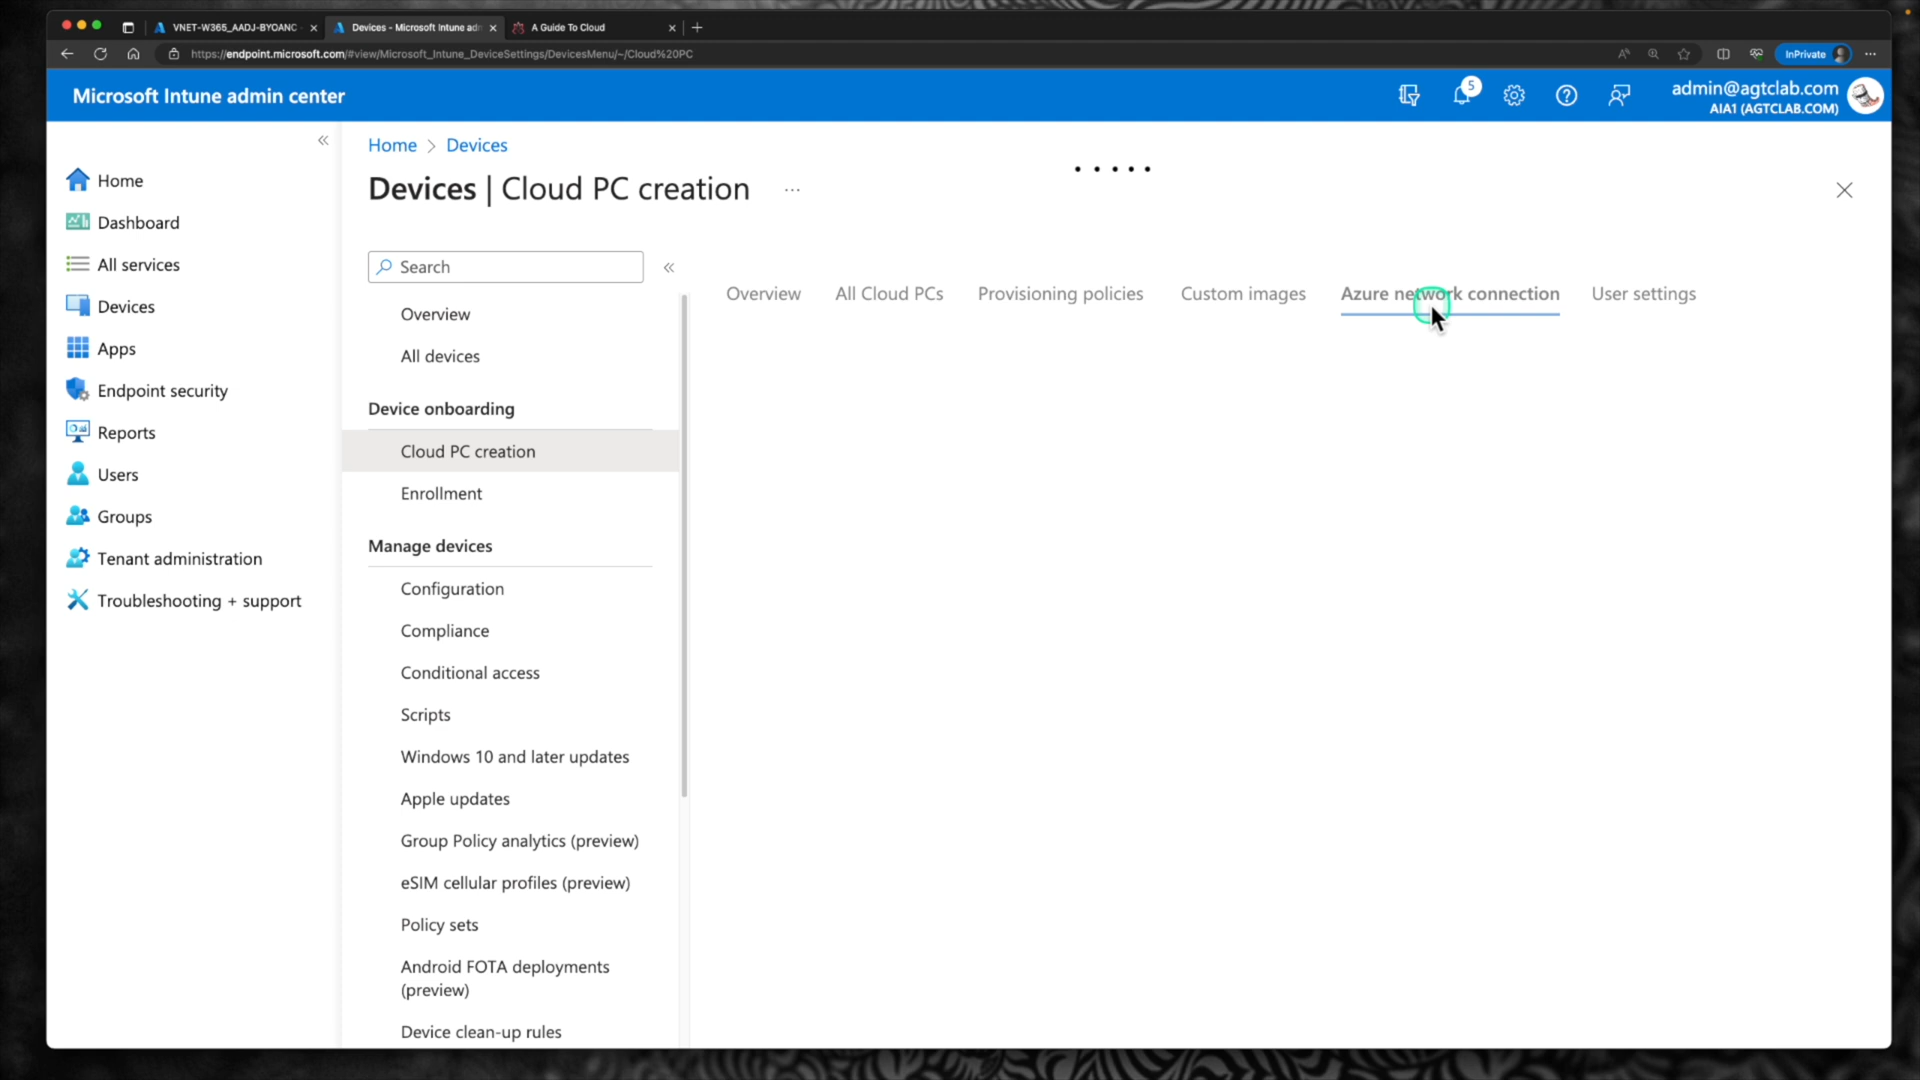 VNET-W365_AADJ-BYOANC
Devices - Microsoft Intune adm
A Guide To Cloud
https://endpoint.microsoft.com/#view/Microsoft_Intune_DeviceSettings/DevicesMenu/~/Cloud%20PC
InPrivate
Microsoft Intune admin center
5
admin@agtclab.com
AIA1 (AGTCLAB.COM)
Home
Dashboard
All services
Devices
Apps
Endpoint security
Reports
Users
Groups
Tenant administration
Troubleshooting + support
Home > Devices
Devices | Cloud PC creation
Search
Overview
All devices
Device onboarding
Cloud PC creation
Enrollment
Manage devices
Configuration
Compliance
Conditional access
Scripts
Windows 10 and later updates
Apple updates
Group Policy analytics (preview)
eSIM cellular profiles (preview)
Policy sets
Android FOTA deployments
(preview)
Device clean-up rules
Overview
All Cloud PCs
Provisioning policies
Custom images
Azure network connection
User settings